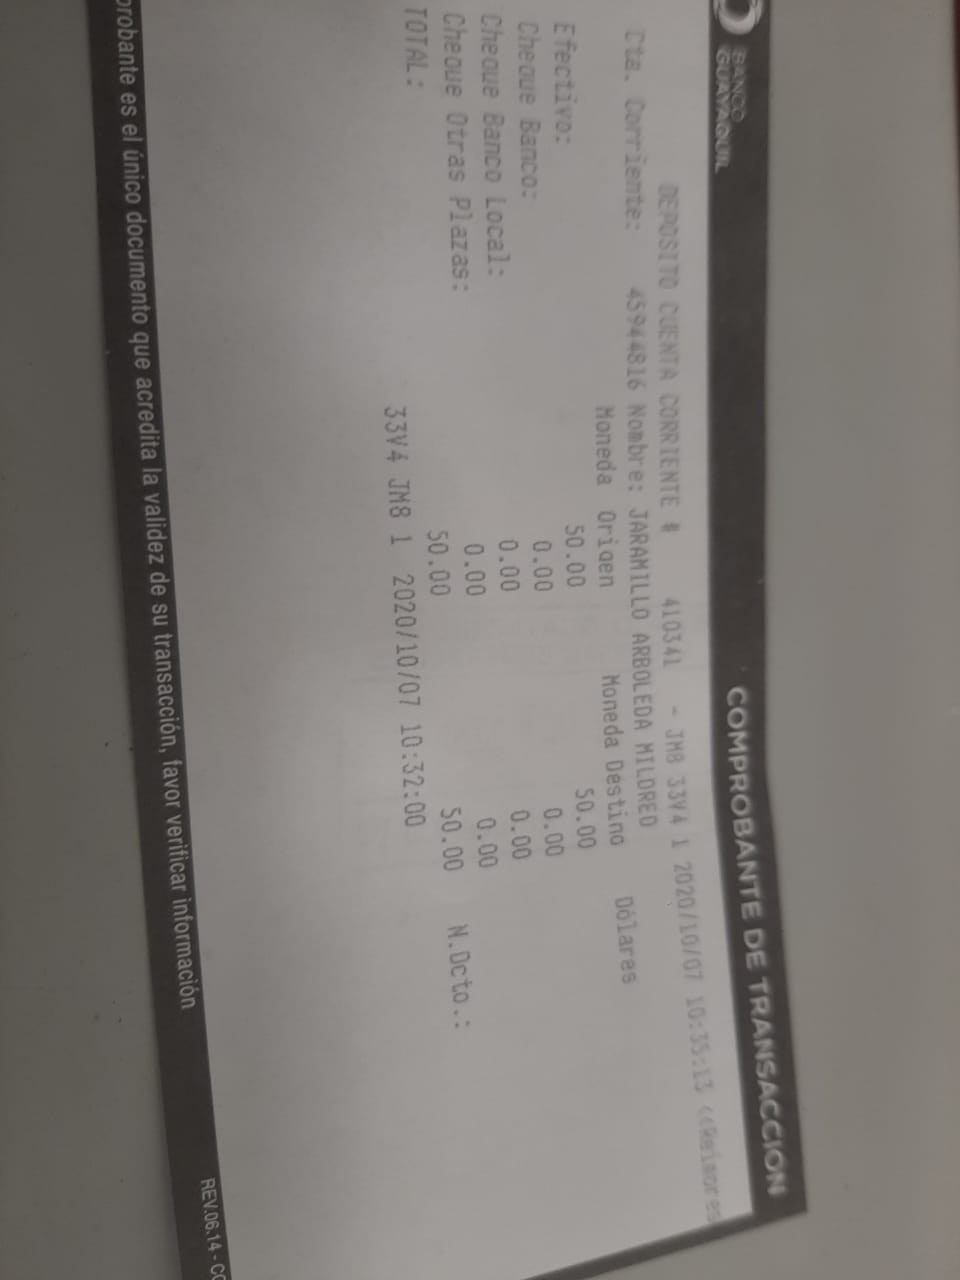 BANCO
GUAYAQUIL
COMPROBANTE DE TRANSACCIÓN
DEPOSITO CUENTA CORRIENTE # 410341 - JM8 33V4 1 2020/10/07 10:35:13 <<Reimpres
Cta. Corriente: 45944816 Nombre: JARAMILLO ARBOLEDA MILDRED
Moneda Origen Moneda Destino Dólares
Efectivo: 50.00 50.00
Cheque Banco: 0.00 0.00
Cheque Banco Local: 0.00 0.00
Cheque Otras Plazas: 0.00 0.00
TOTAL: 50.00 50.00 N.Dcto.:
33V4 JM8 1 2020/10/07 10:32:00
probante es el único documento que acredita la validez de su transacción, favor verificar información
REV.06.14 - CO